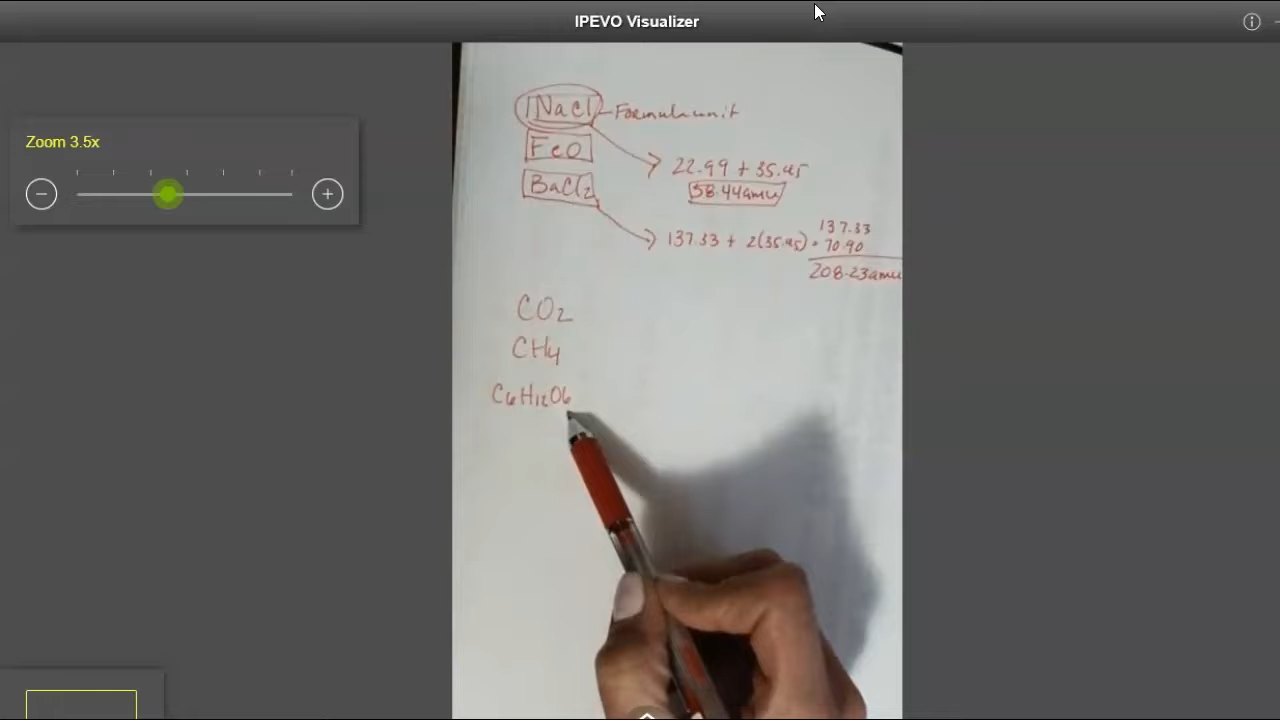 IPEVO Visualizer
Zoom 3.5x
1NaCl - Formula unit
FeO
BaCl2
22.99 + 35.45
58.44amu
137.33 + 2(35.45) =
137.33
70.90
208.23amu
CO2
CH4
C6H12O6